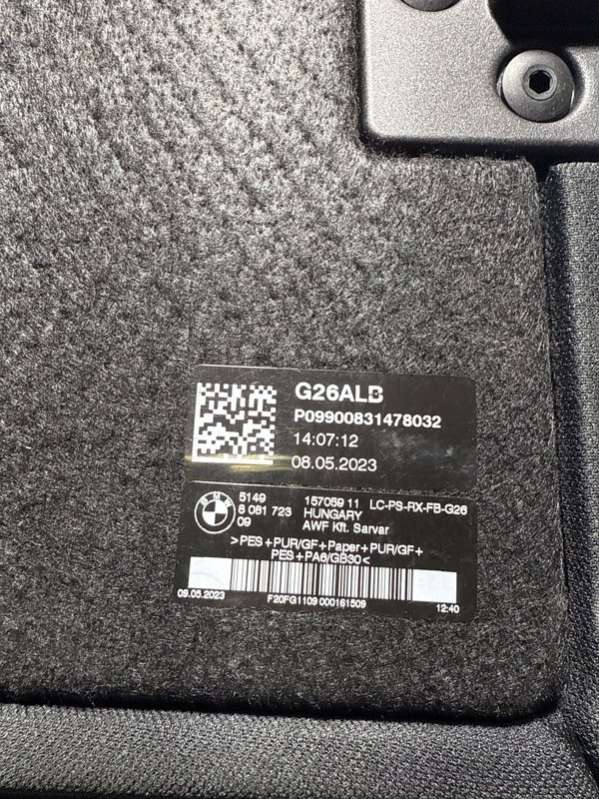 G26ALB
P09900831478032
14:07:12
08.05.2023
BMW
5149
8 081 723
09
157059 11 LC-PS-RX-FB-G26
HUNGARY
AWF Kft. Sarvar
>PES+PUR/GF+Paper+PUR/GF+
PES+PA6/GB30<
09.05.2023 F20FG1109 000161509 12:40